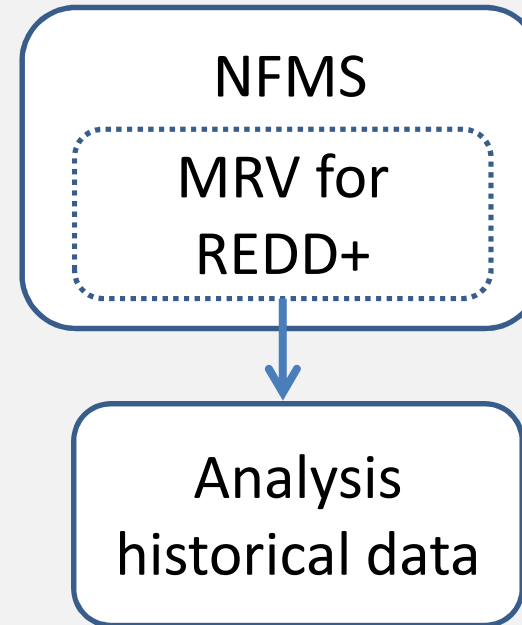 NFMS
MRV for
REDD+
Analysis
historical data